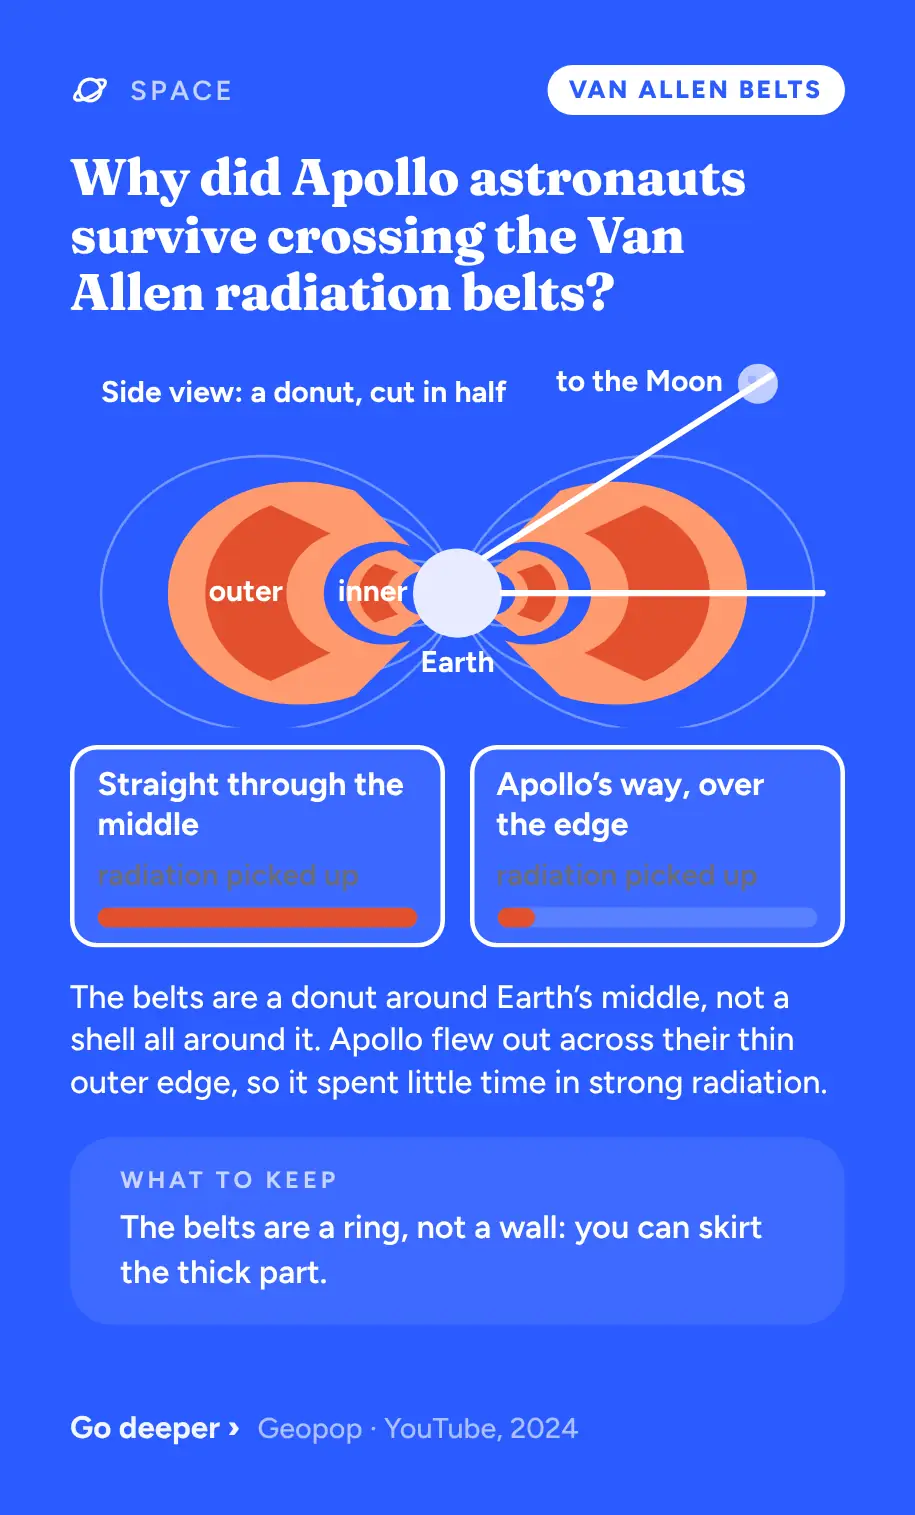 SPACE
VAN ALLEN BELTS
Why did Apollo astronauts
survive crossing the Van
Allen radiation belts?
Side view: a donut, cut in half
to the Moon
outer
inner
Earth
Straight through the
middle
radiation picked up
Apollo’s way, over
the edge
radiation picked up
The belts are a donut around Earth’s middle, not a
shell all around it. Apollo flew out across their thin
outer edge, so it spent little time in strong radiation.
WHAT TO KEEP
The belts are a ring, not a wall: you can skirt
the thick part.
Go deeper › Geopop · YouTube, 2024